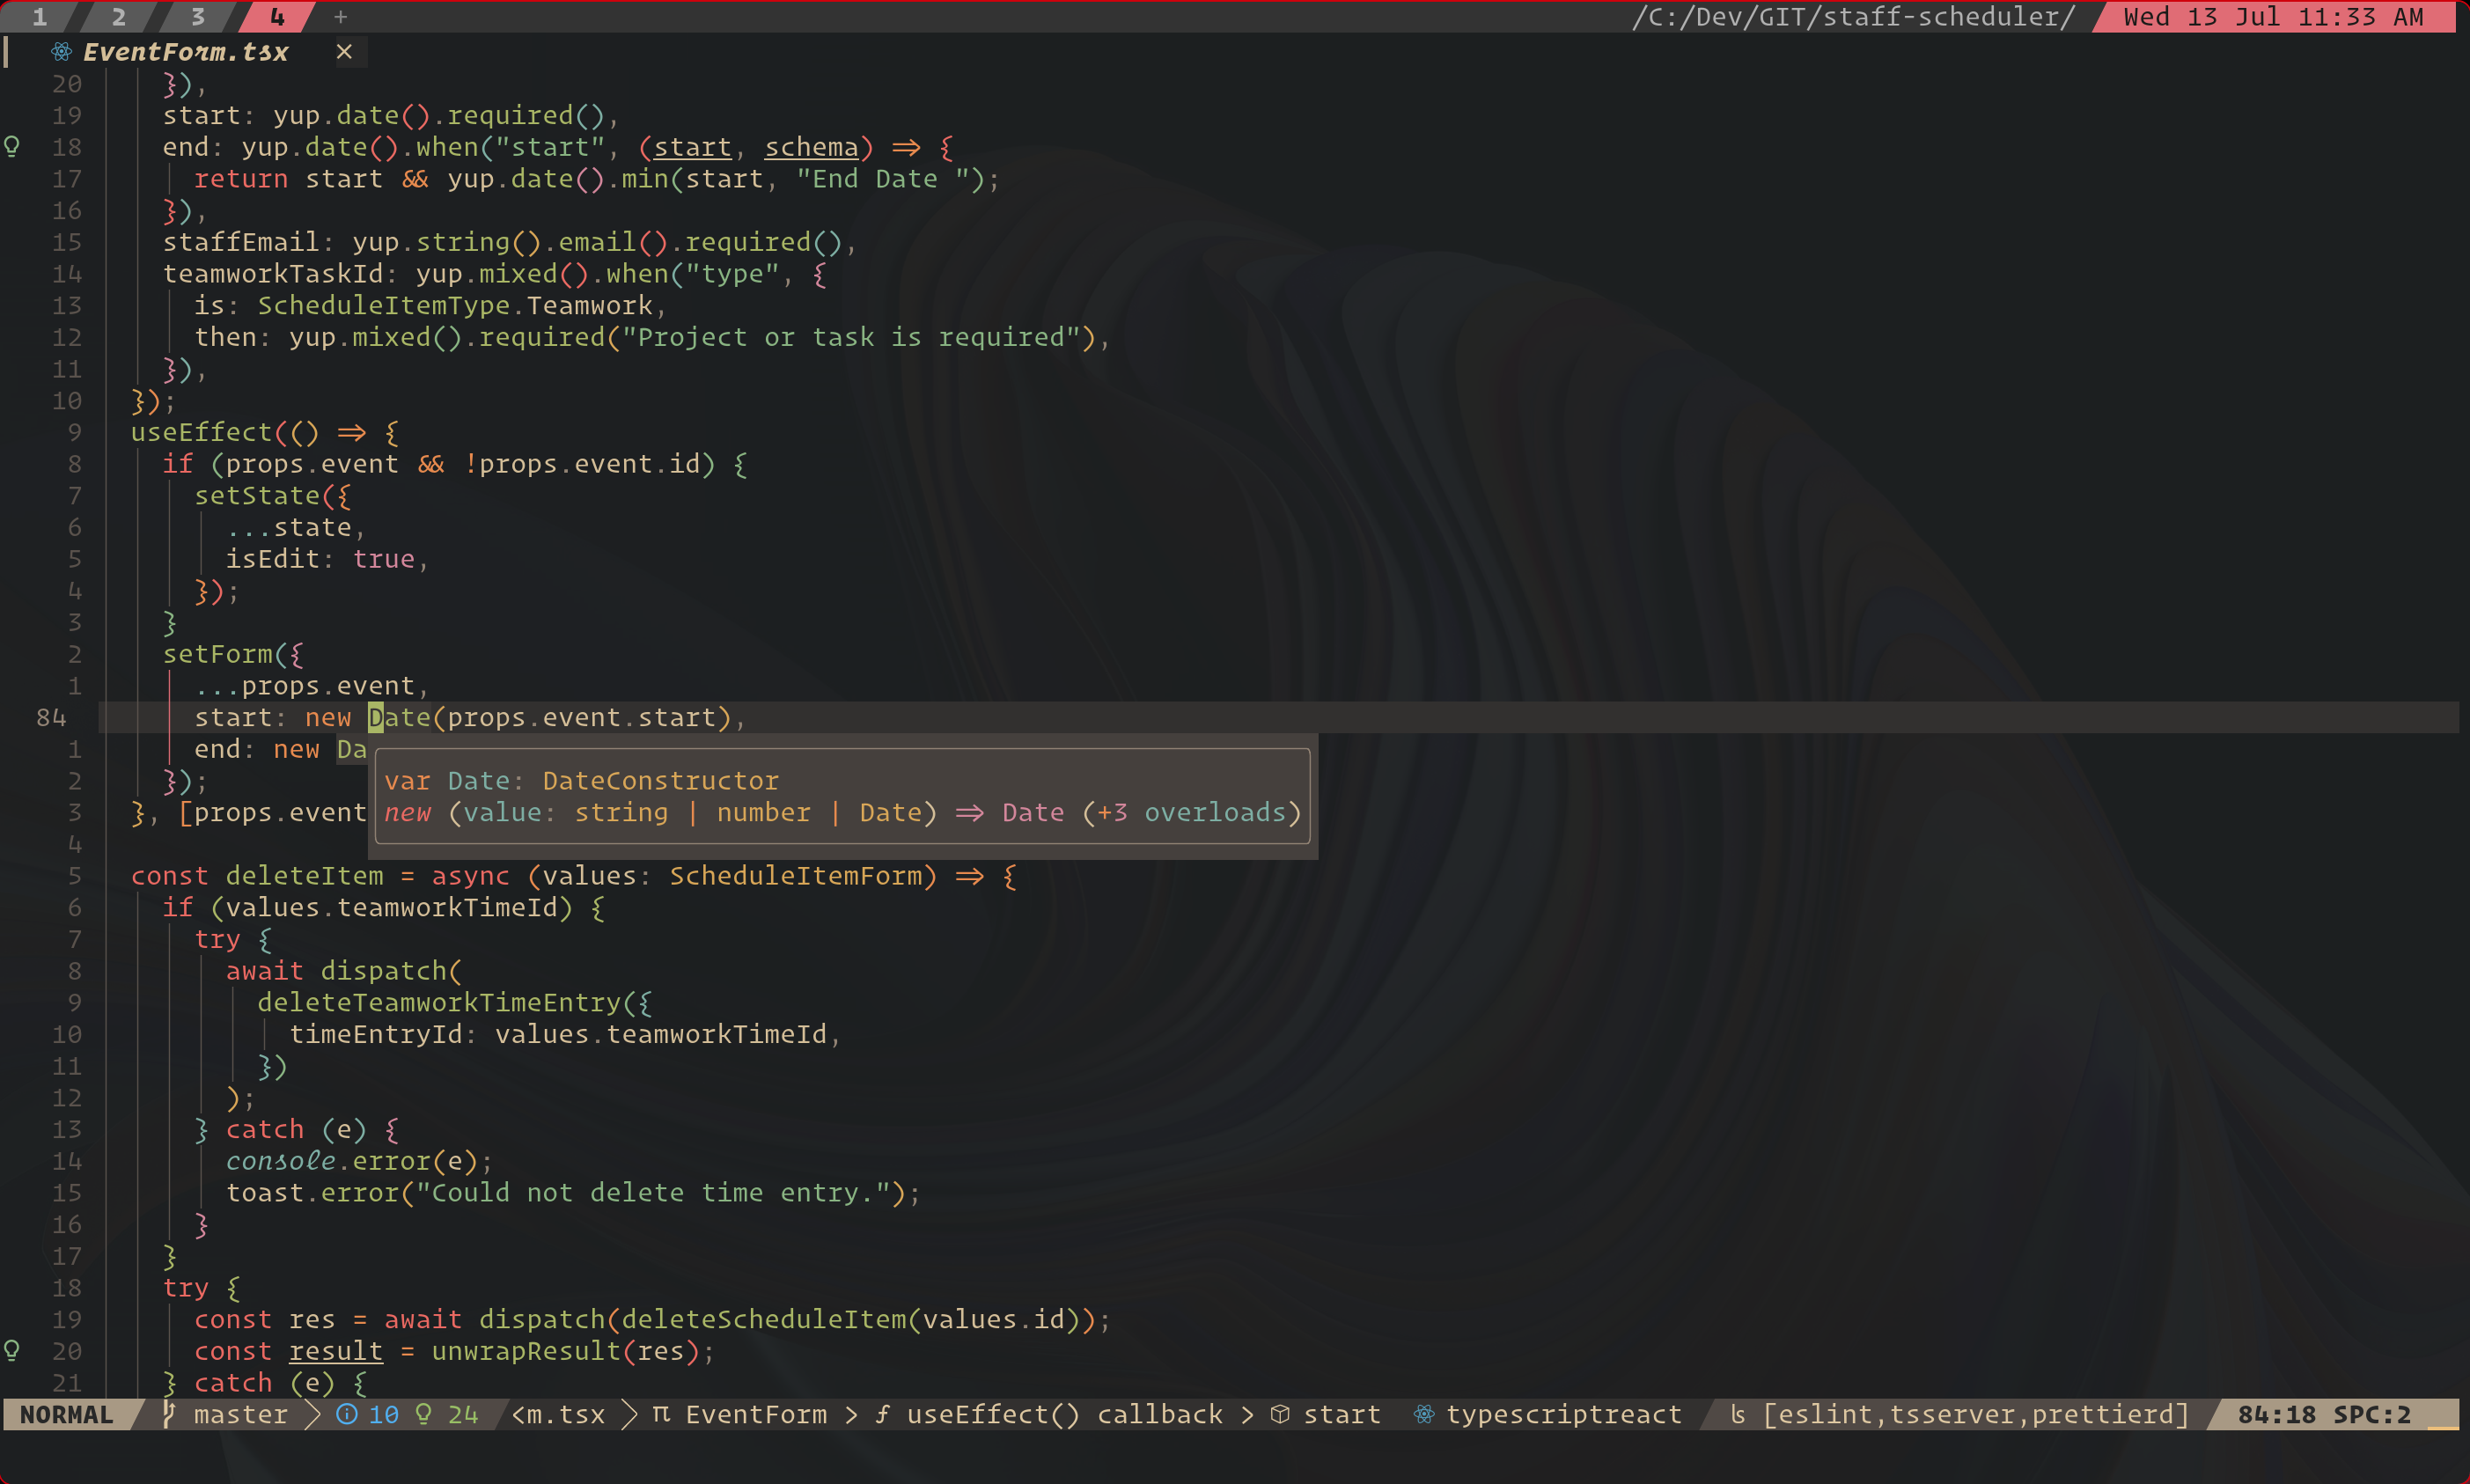 1 2 3 4 + /C:/Dev/GIT/staff-scheduler/ Wed 13 Jul 11:33 AM
EventForm.tsx ×
20 }),
19 start: yup.date().required(),
18 end: yup.date().when("start", (start, schema) => {
17 return start && yup.date().min(start, "End Date ");
16 }),
15 staffEmail: yup.string().email().required(),
14 teamworkTaskId: yup.mixed().when("type", {
13 is: ScheduleItemType.Teamwork,
12 then: yup.mixed().required("Project or task is required"),
11 }),
10 });
9 useEffect(() => {
8 if (props.event && !props.event.id) {
7 setState({
6 ...state,
5 isEdit: true,
4 });
3 }
2 setForm({
1 ...props.event,
84 start: new Date(props.event.start),
1 end: new Da
var Date: DateConstructor
2 });
3 }, [props.event
new (value: string | number | Date) => Date (+3 overloads)
4
5 const deleteItem = async (values: ScheduleItemForm) => {
6 if (values.teamworkTimeId) {
7 try {
8 await dispatch(
9 deleteTeamworkTimeEntry({
10 timeEntryId: values.teamworkTimeId,
11 })
12 );
13 } catch (e) {
14 console.error(e);
15 toast.error("Could not delete time entry.");
16 }
17 }
18 try {
19 const res = await dispatch(deleteScheduleItem(values.id));
20 const result = unwrapResult(res);
21 } catch (e) {
NORMAL master 10 24 <m.tsx π EventForm > ƒ useEffect() callback > start typescriptreact ls [eslint,tsserver,prettierd] 84:18 SPC:2